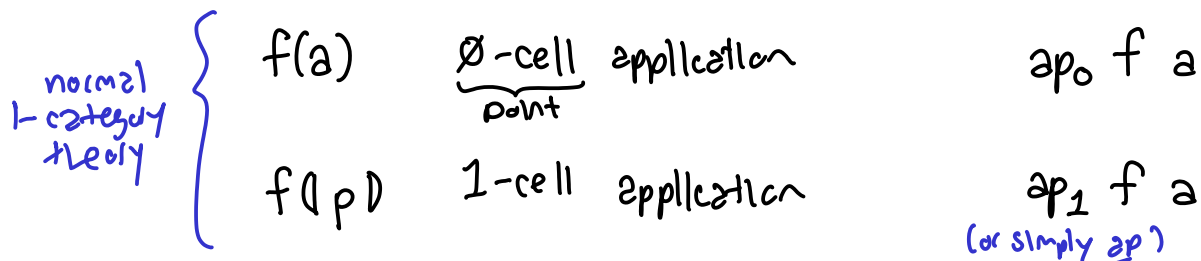 f(a) 0-cell application ap₀ f a
point
normal
1-category
theory
f⦇p⦈ 1-cell application ap₁ f a
(or simply ap)